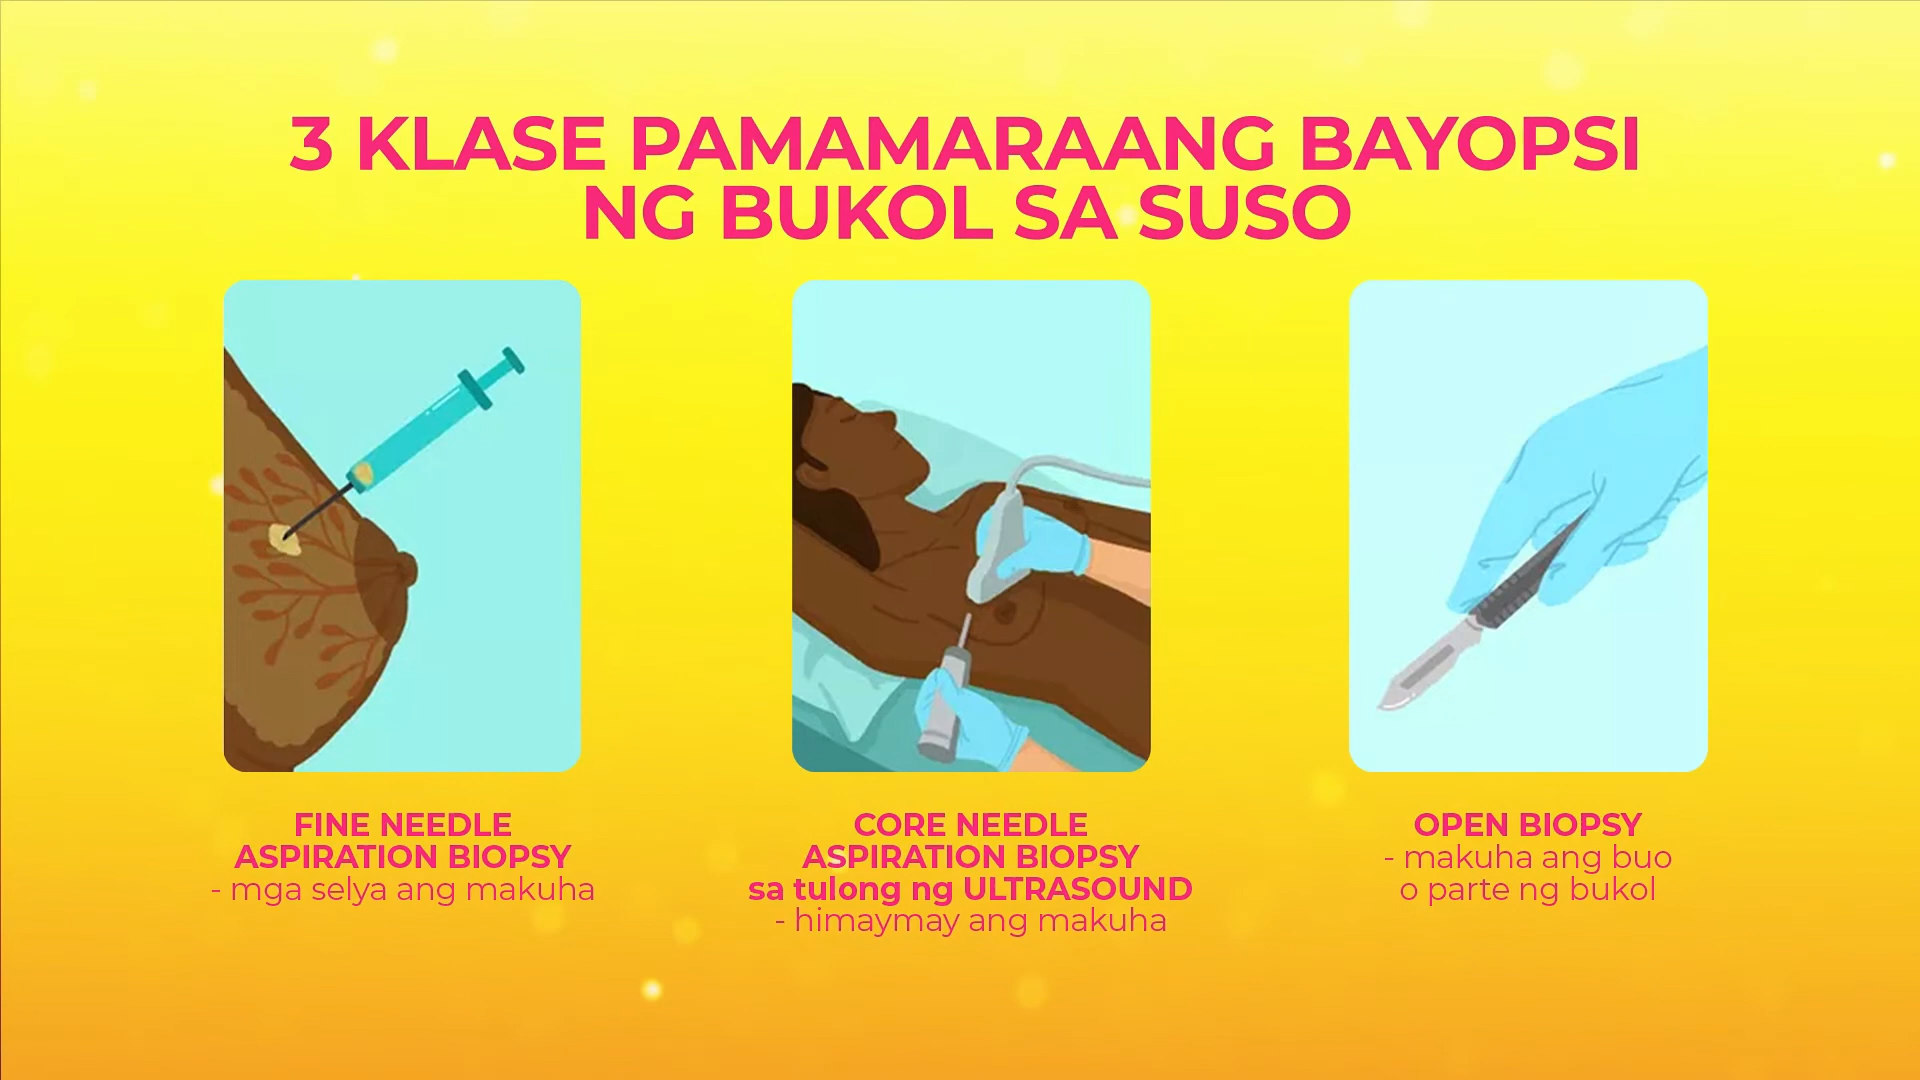 3 KLASE PAMAMARAANG BAYOPSI
NG BUKOL SA SUSO
FINE NEEDLE
ASPIRATION BIOPSY
- mga selya ang makuha
CORE NEEDLE
ASPIRATION BIOPSY
sa tulong ng ULTRASOUND
- himaymay ang makuha
OPEN BIOPSY
- makuha ang buo
o parte ng bukol